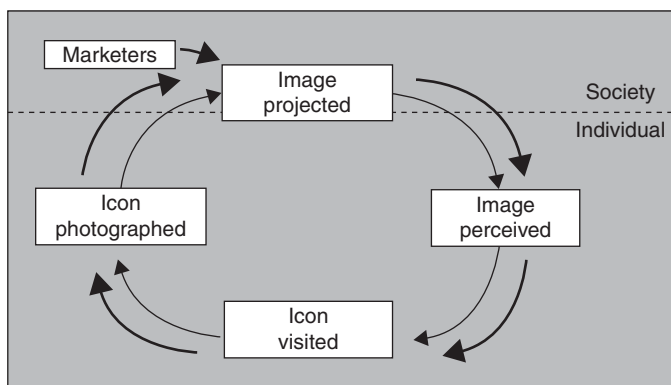 Marketers
Image
projected
Society
Individual
Icon
photographed
Image
perceived
Icon
visited